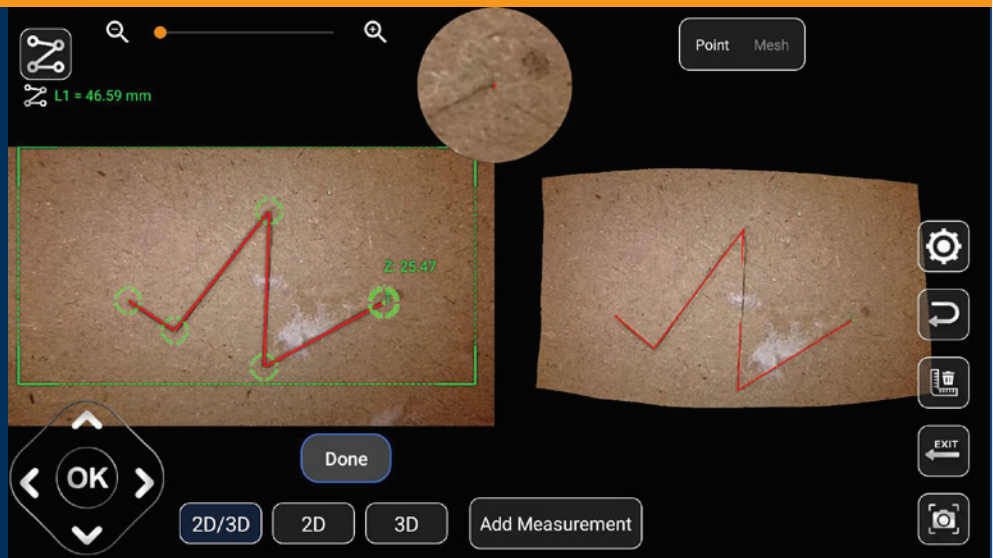 Point Mesh
L1 = 46.59 mm
Z: 25.47
EXIT
Done
OK
2D/3D 2D 3D Add Measurement